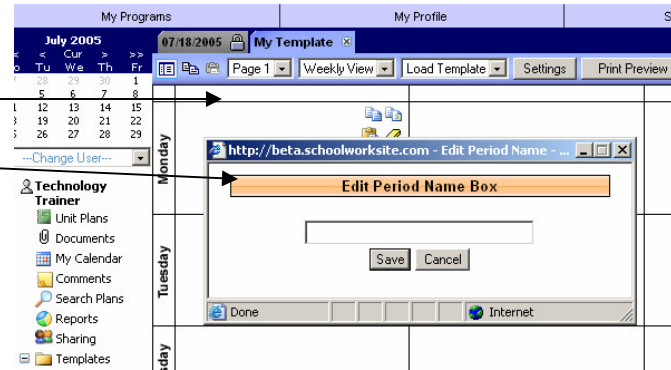 My Programs My Profile S
July 2005
< < Cur > >>
Tu We Th Fr
28 29 30 1
5 6 7 8
12 13 14 15
19 20 21 22
26 27 28 29
---Change User---
Technology
Trainer
Unit Plans
Documents
My Calendar
Comments
Search Plans
Reports
Sharing
Templates
07/18/2005 My Template
Page 1 Weekly View Load Template Settings Print Preview
Monday
Tuesday
sday
http://beta.schoolworksite.com - Edit Period Name - ...
Edit Period Name Box
Save Cancel
Done Internet